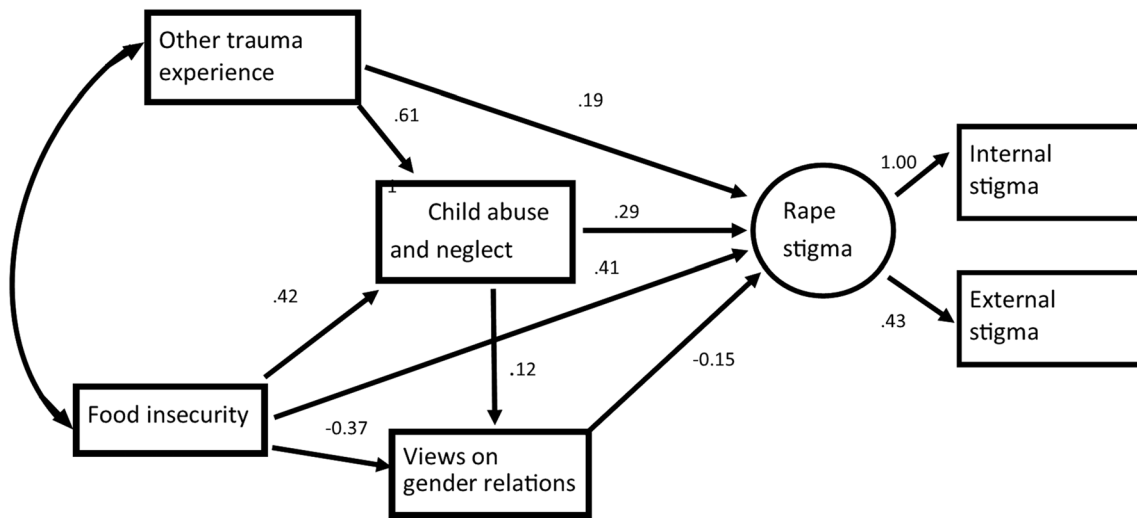 Other trauma
experience
.61
.19
1
Child abuse
and neglect
.29
Rape
stigma
1.00
Internal
stigma
.43
External
stigma
.42
.41
.12
-0.15
Food insecurity
-0.37
Views on
gender relations